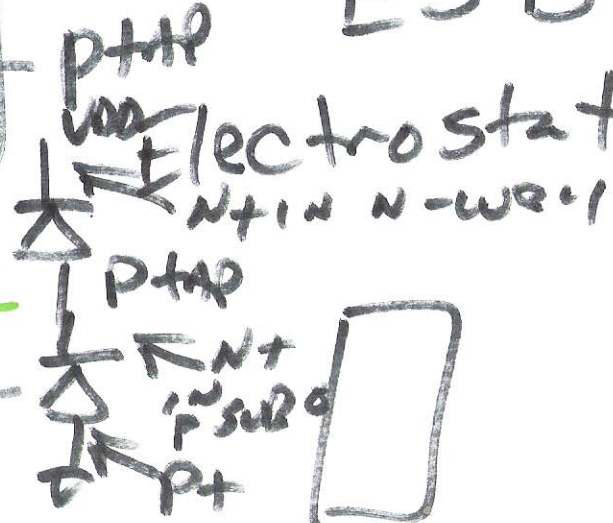 ESD
Ptap
VDD
Electrostat
N+ in N-well
Ptap
N+
in
P sub
P+